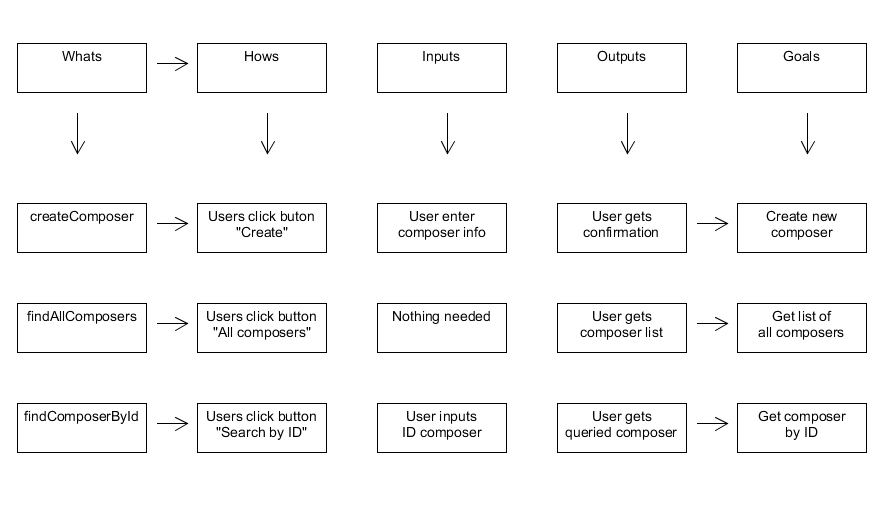 Whats
Hows
Inputs
Outputs
Goals
createComposer
Users click buton
"Create"
User enter
composer info
User gets
confirmation
Create new
composer
findAllComposers
Users click button
"All composers"
Nothing needed
User gets
composer list
Get list of
all composers
findComposerById
Users click button
"Search by ID"
User inputs
ID composer
User gets
queried composer
Get composer
by ID